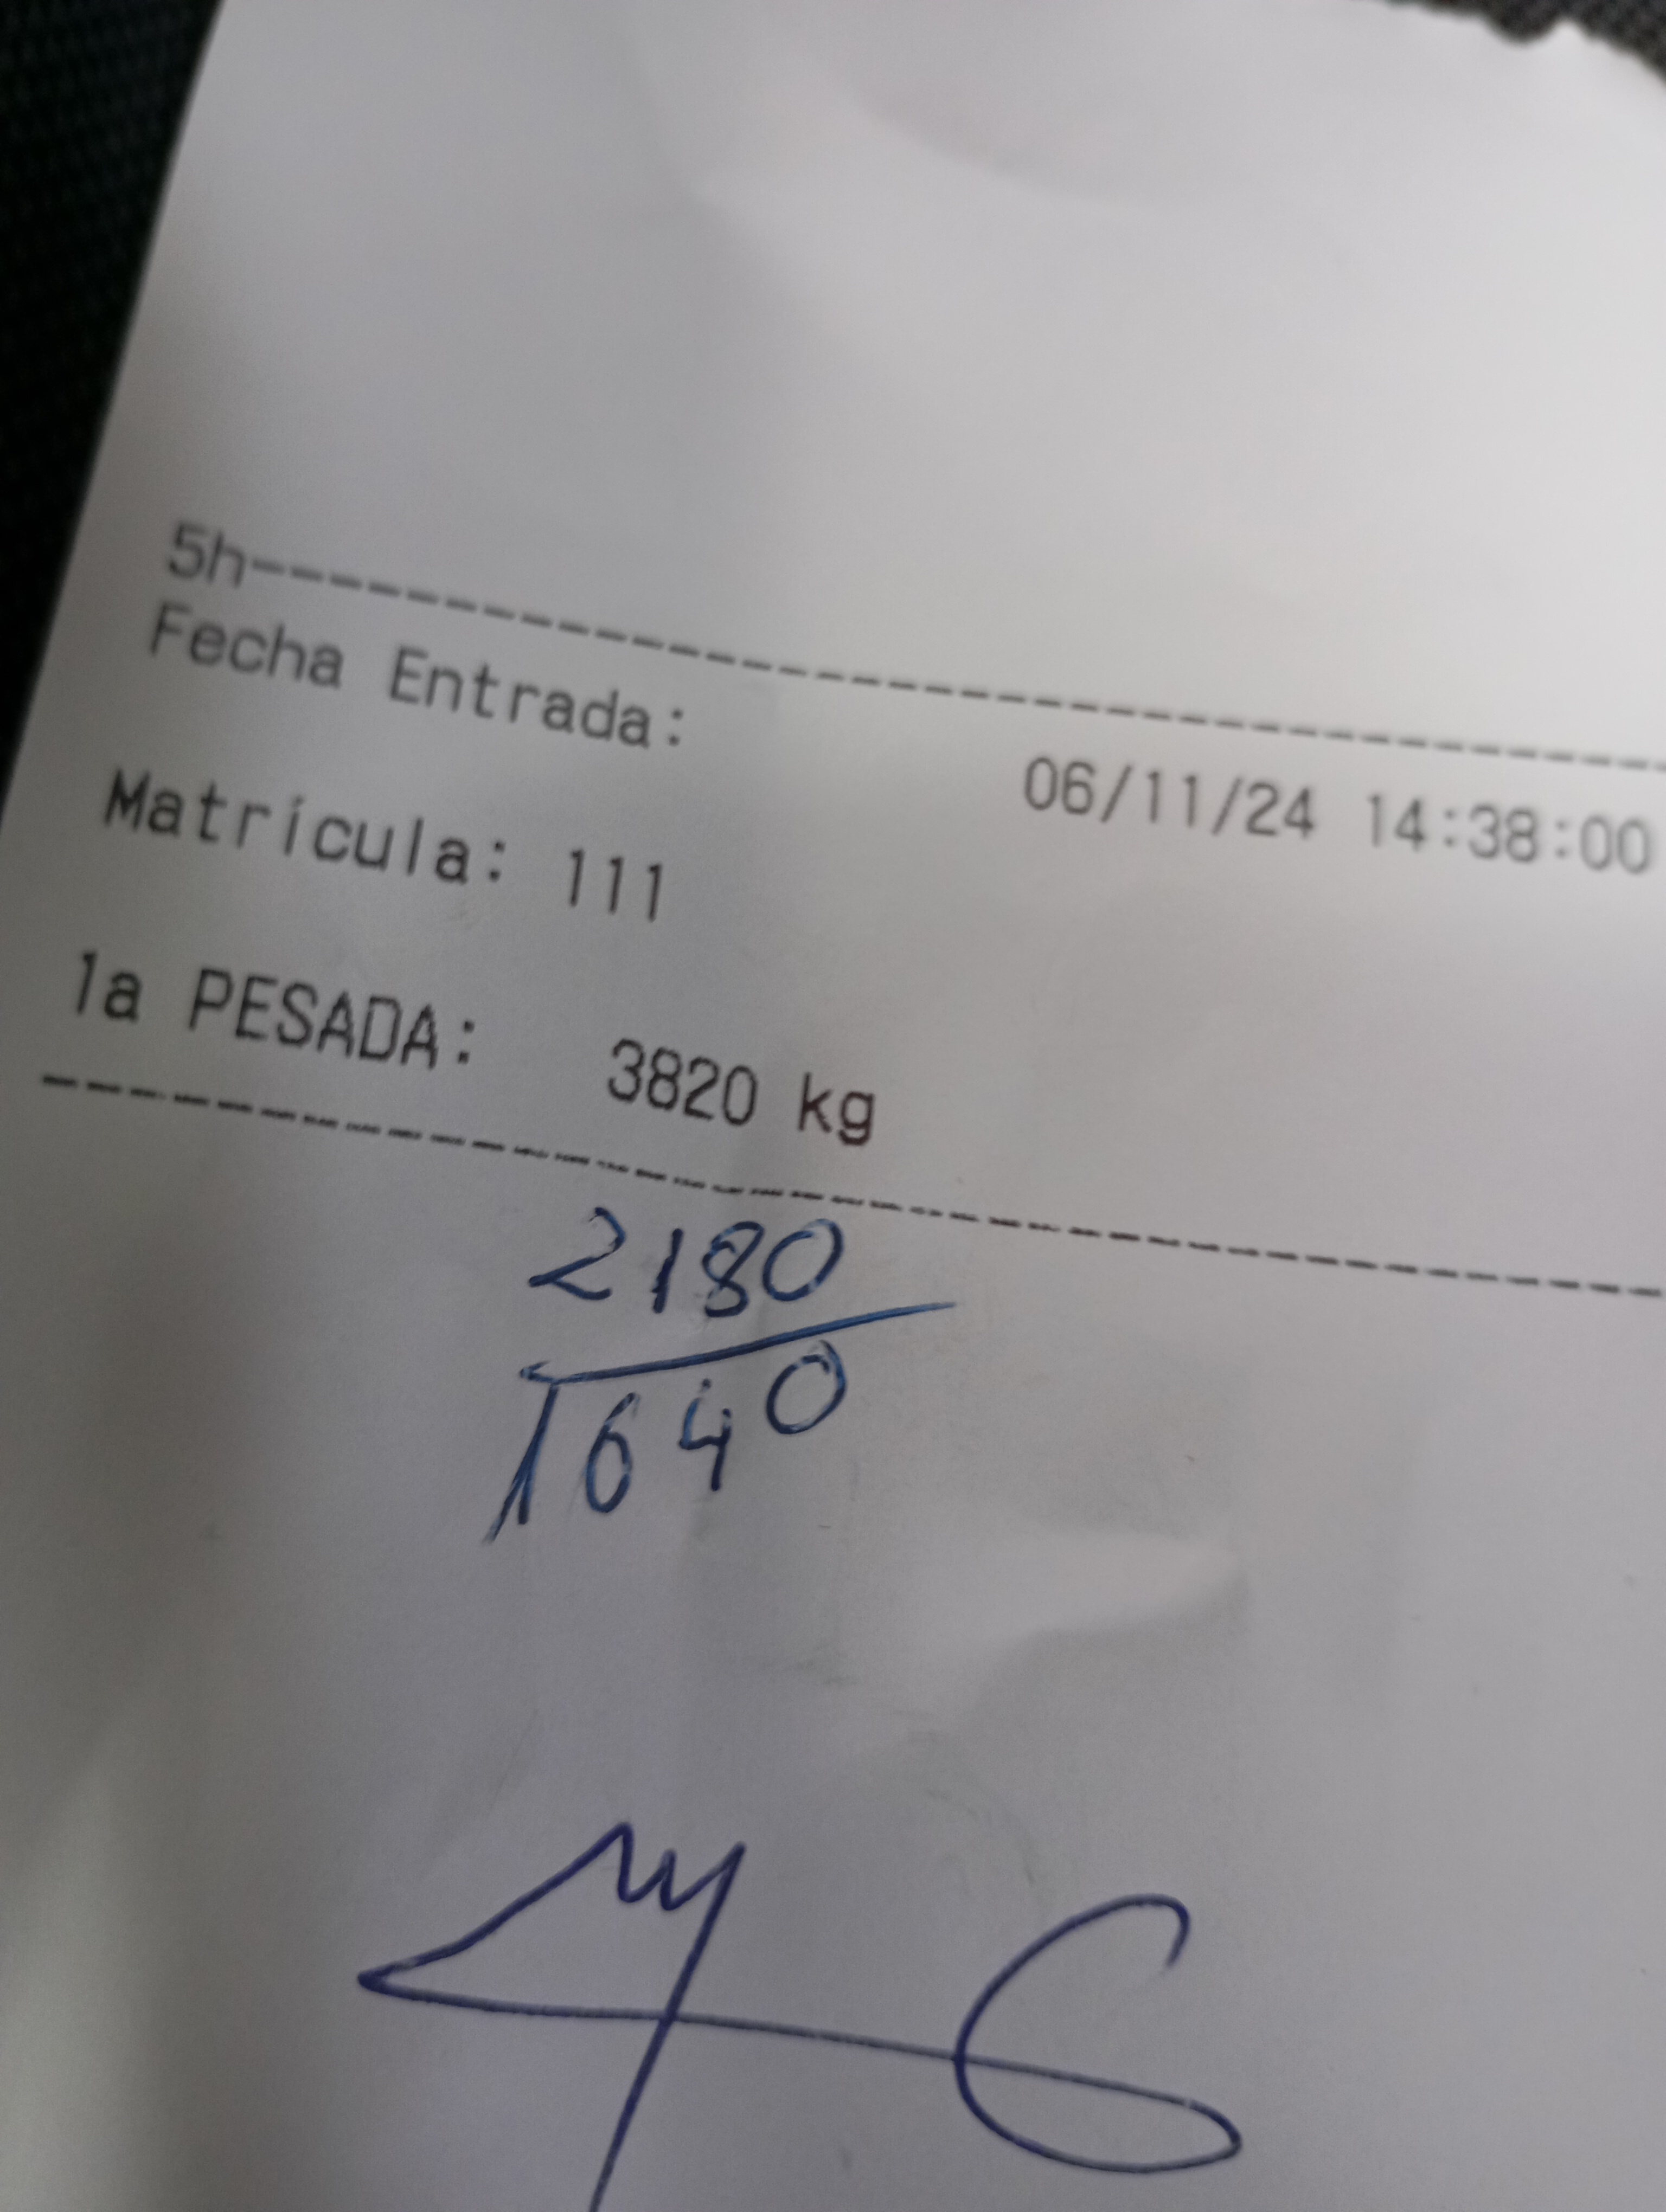 5h--------------------------------------
Fecha Entrada:
06/11/24 14:38:00
Matrícula: 111
1a PESADA: 3820 kg
2180
1640